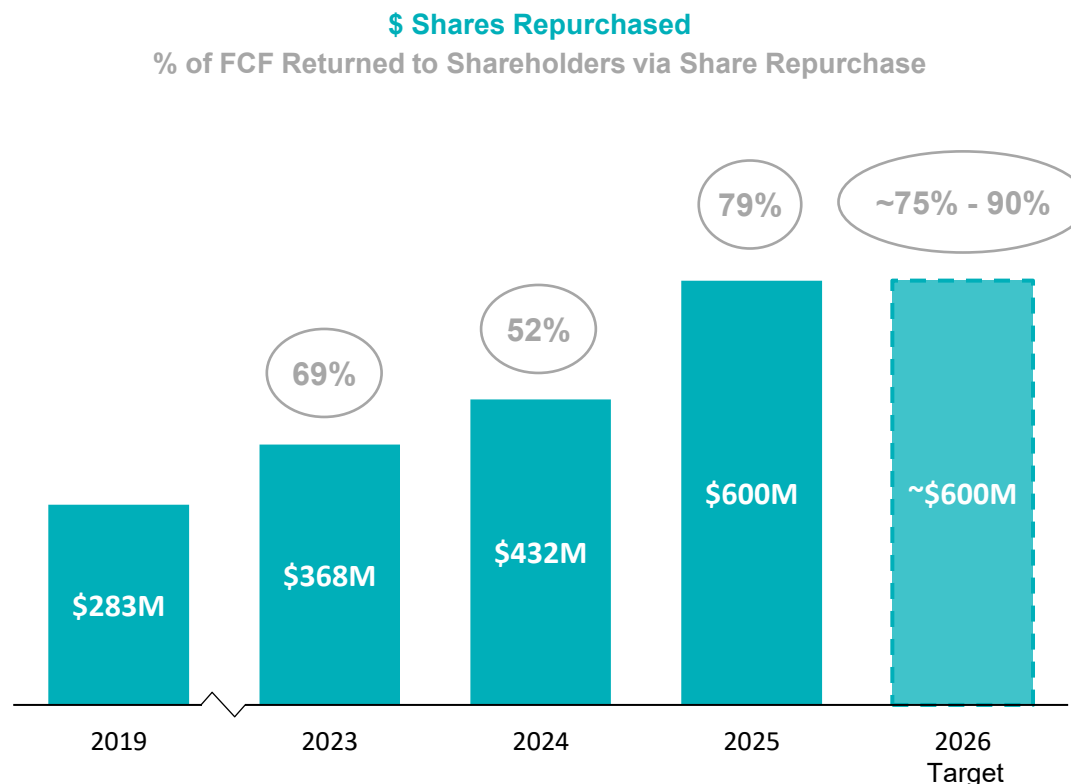 $ Shares Repurchased
% of FCF Returned to Shareholders via Share Repurchase
79%
~75% - 90%
52%
69%
$600M
~$600M
$432M
$368M
$283M
2019
2023
2024
2025
2026
Target